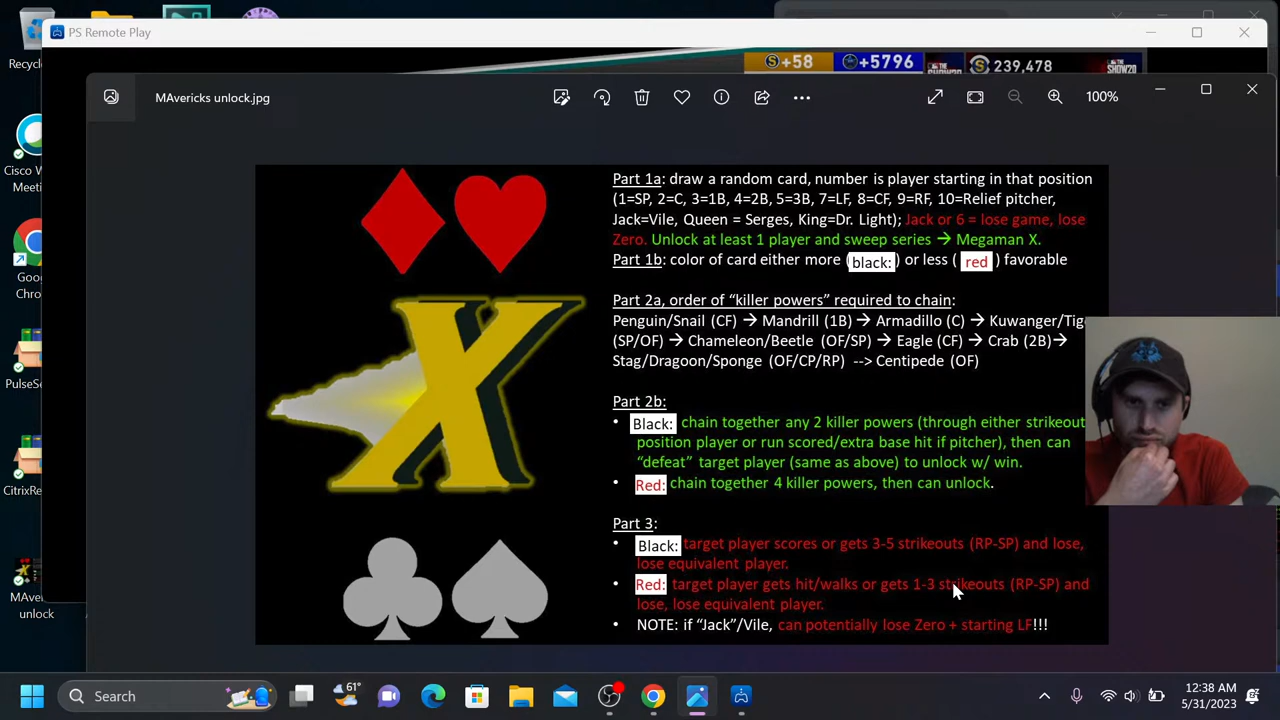 Recyc
PS Remote Play
+58
+5796
239,478
MAvericks unlock.jpg
100%
Cisco W
Meeti
Goog
Chro
PulseSe
CitrixRe
MAveric
unlock
X
Part 1a: draw a random card, number is player starting in that position
(1=SP, 2=C, 3=1B, 4=2B, 5=3B, 7=LF, 8=CF, 9=RF, 10=Relief pitcher,
Jack=Vile, Queen = Serges, King=Dr. Light); Jack or 6 = lose game, lose
Zero. Unlock at least 1 player and sweep series → Megaman X.
Part 1b: color of card either more (black:) or less ( red ) favorable
Part 2a, order of “killer powers” required to chain:
Penguin/Snail (CF) → Mandrill (1B) → Armadillo (C) → Kuwanger/Tig
(SP/OF) → Chameleon/Beetle (OF/SP) → Eagle (CF) → Crab (2B)→
Stag/Dragoon/Sponge (OF/CP/RP) --> Centipede (OF)
Part 2b:
• Black: chain together any 2 killer powers (through either strikeout
position player or run scored/extra base hit if pitcher), then can
“defeat” target player (same as above) to unlock w/ win.
• Red: chain together 4 killer powers, then can unlock.
Part 3:
• Black: target player scores or gets 3-5 strikeouts (RP-SP) and lose,
lose equivalent player.
• Red: target player gets hit/walks or gets 1-3 strikeouts (RP-SP) and
lose, lose equivalent player.
• NOTE: if “Jack”/Vile, can potentially lose Zero + starting LF!!!
Search
61°
12:38 AM
5/31/2023